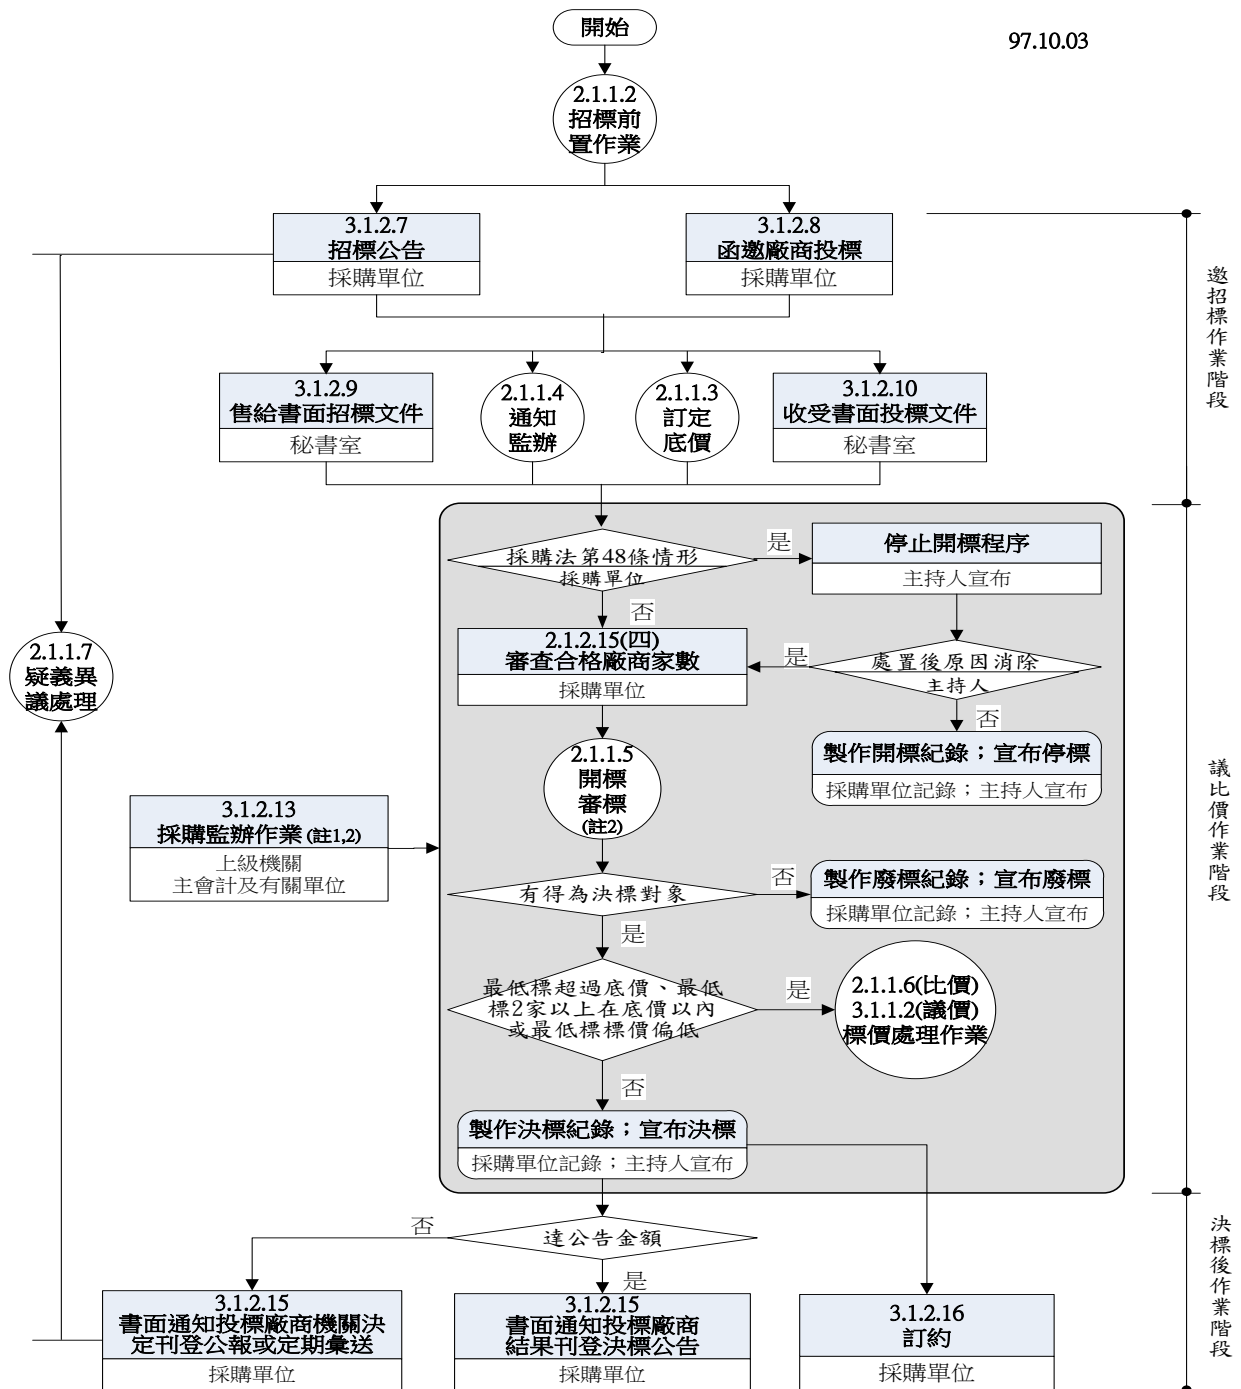 開始
97.10.03
2.1.1.2
招標前
置作業
3.1.2.7
招標公告
採購單位
3.1.2.8
函邀廠商投標
採購單位
邀招標作業階段
3.1.2.9
售給書面招標文件
秘書室
2.1.1.4
通知
監辦
2.1.1.3
訂定
底價
3.1.2.10
收受書面投標文件
秘書室
採購法第48條情形
採購單位
是
停止開標程序
主持人宣布
否
2.1.2.15(四)
審查合格廠商家數
採購單位
是
處置後原因消除
主持人
否
2.1.1.7
疑義異
議處理
製作開標紀錄；宣布停標
採購單位記錄；主持人宣布
2.1.1.5
開標
審標
(註2)
議比價作業階段
3.1.2.13
採購監辦作業(註1,2)
上級機關
主會計及有關單位
有得為決標對象
否
製作廢標紀錄；宣布廢標
採購單位記錄；主持人宣布
是
最低標超過底價、最低
標2家以上在底價以內
或最低標標價偏低
是
2.1.1.6(比價)
3.1.1.2(議價)
標價處理作業
否
製作決標紀錄；宣布決標
採購單位記錄；主持人宣布
決標後作業階段
達公告金額
否
是
3.1.2.15
書面通知投標廠商機關決
定刊登公報或定期彙送
採購單位
3.1.2.15
書面通知投標廠商
結果刊登決標公告
採購單位
3.1.2.16
訂約
採購單位